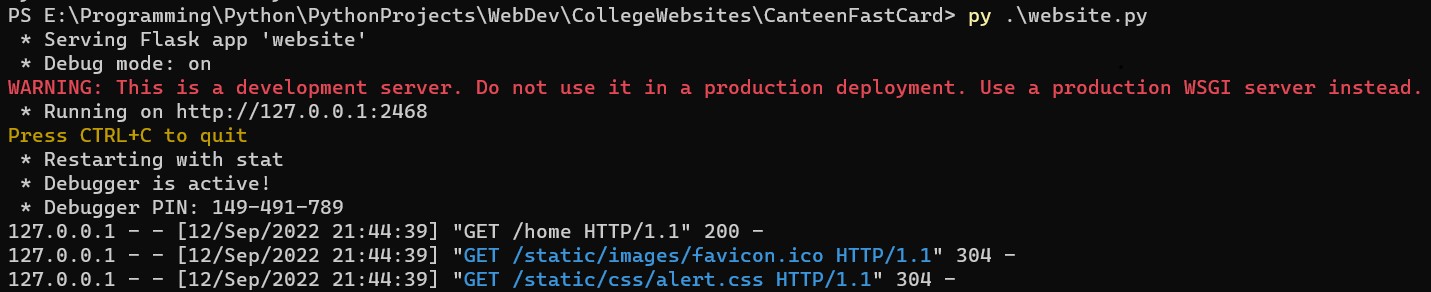 PS E:\Programming\Python\PythonProjects\WebDev\CollegeWebsites\CanteenFastCard> py .\website.py
 * Serving Flask app 'website'
 * Debug mode: on
WARNING: This is a development server. Do not use it in a production deployment. Use a production WSGI server instead.
 * Running on http://127.0.0.1:2468
Press CTRL+C to quit
 * Restarting with stat
 * Debugger is active!
 * Debugger PIN: 149-491-789
127.0.0.1 - - [12/Sep/2022 21:44:39] "GET /home HTTP/1.1" 200 -
127.0.0.1 - - [12/Sep/2022 21:44:39] "GET /static/images/favicon.ico HTTP/1.1" 304 -
127.0.0.1 - - [12/Sep/2022 21:44:39] "GET /static/css/alert.css HTTP/1.1" 304 -